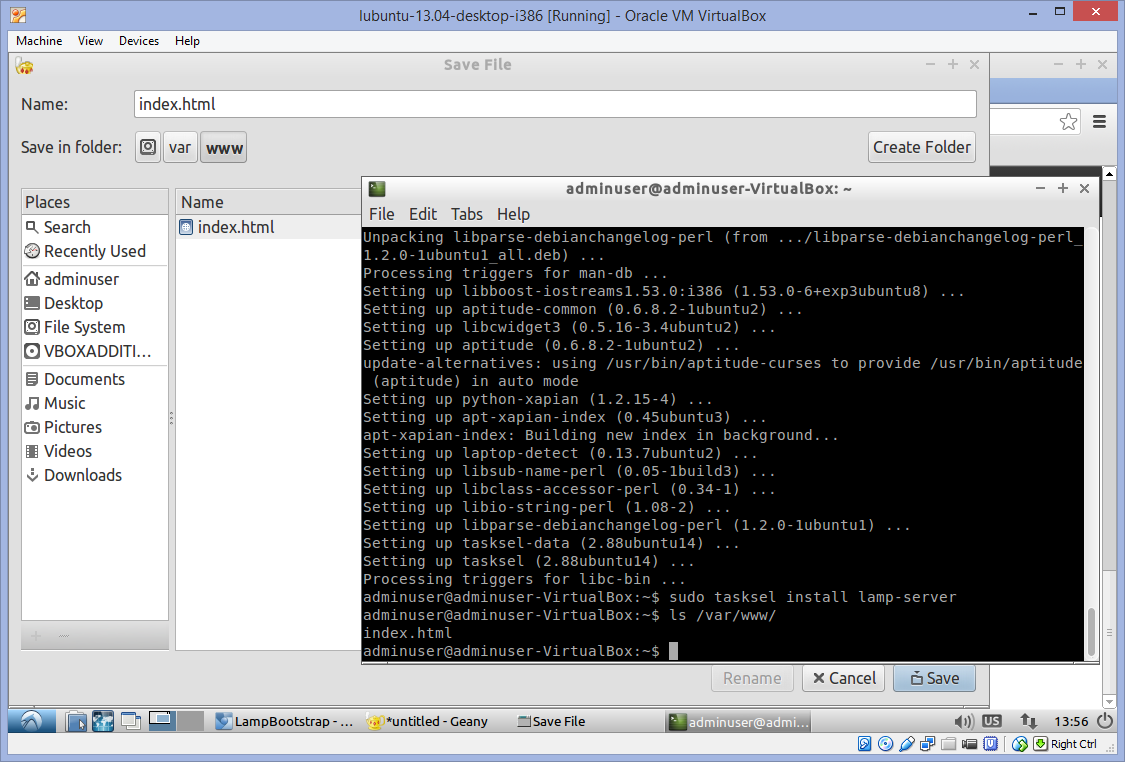 lubuntu-13.04-desktop-i386 [Running] - Oracle VM VirtualBox
Machine View Devices Help
Save File
Name: index.html
Save in folder: var www Create Folder
Places
Search
Recently Used
adminuser
Desktop
File System
VBOXADDITI...
Documents
Music
Pictures
Videos
Downloads
Name
index.html
adminuser@adminuser-VirtualBox: ~
File Edit Tabs Help
Unpacking libparse-debianchangelog-perl (from .../libparse-debianchangelog-perl_
1.2.0-1ubuntu1_all.deb) ...
Processing triggers for man-db ...
Setting up libboost-iostreams1.53.0:i386 (1.53.0-6+exp3ubuntu8) ...
Setting up aptitude-common (0.6.8.2-1ubuntu2) ...
Setting up libcwidget3 (0.5.16-3.4ubuntu2) ...
Setting up aptitude (0.6.8.2-1ubuntu2) ...
update-alternatives: using /usr/bin/aptitude-curses to provide /usr/bin/aptitude
(aptitude) in auto mode
Setting up python-xapian (1.2.15-4) ...
Setting up apt-xapian-index (0.45ubuntu3) ...
apt-xapian-index: Building new index in background...
Setting up laptop-detect (0.13.7ubuntu2) ...
Setting up libsub-name-perl (0.05-1build3) ...
Setting up libclass-accessor-perl (0.34-1) ...
Setting up libio-string-perl (1.08-2) ...
Setting up libparse-debianchangelog-perl (1.2.0-1ubuntu1) ...
Setting up tasksel-data (2.88ubuntu14) ...
Setting up tasksel (2.88ubuntu14) ...
Processing triggers for libc-bin ...
adminuser@adminuser-VirtualBox:~$ sudo tasksel install lamp-server
adminuser@adminuser-VirtualBox:~$ ls /var/www/
index.html
adminuser@adminuser-VirtualBox:~$
Rename Cancel Save
LampBootstrap - ... *untitled - Geany Save File adminuser@admi... US 13:56
Right Ctrl